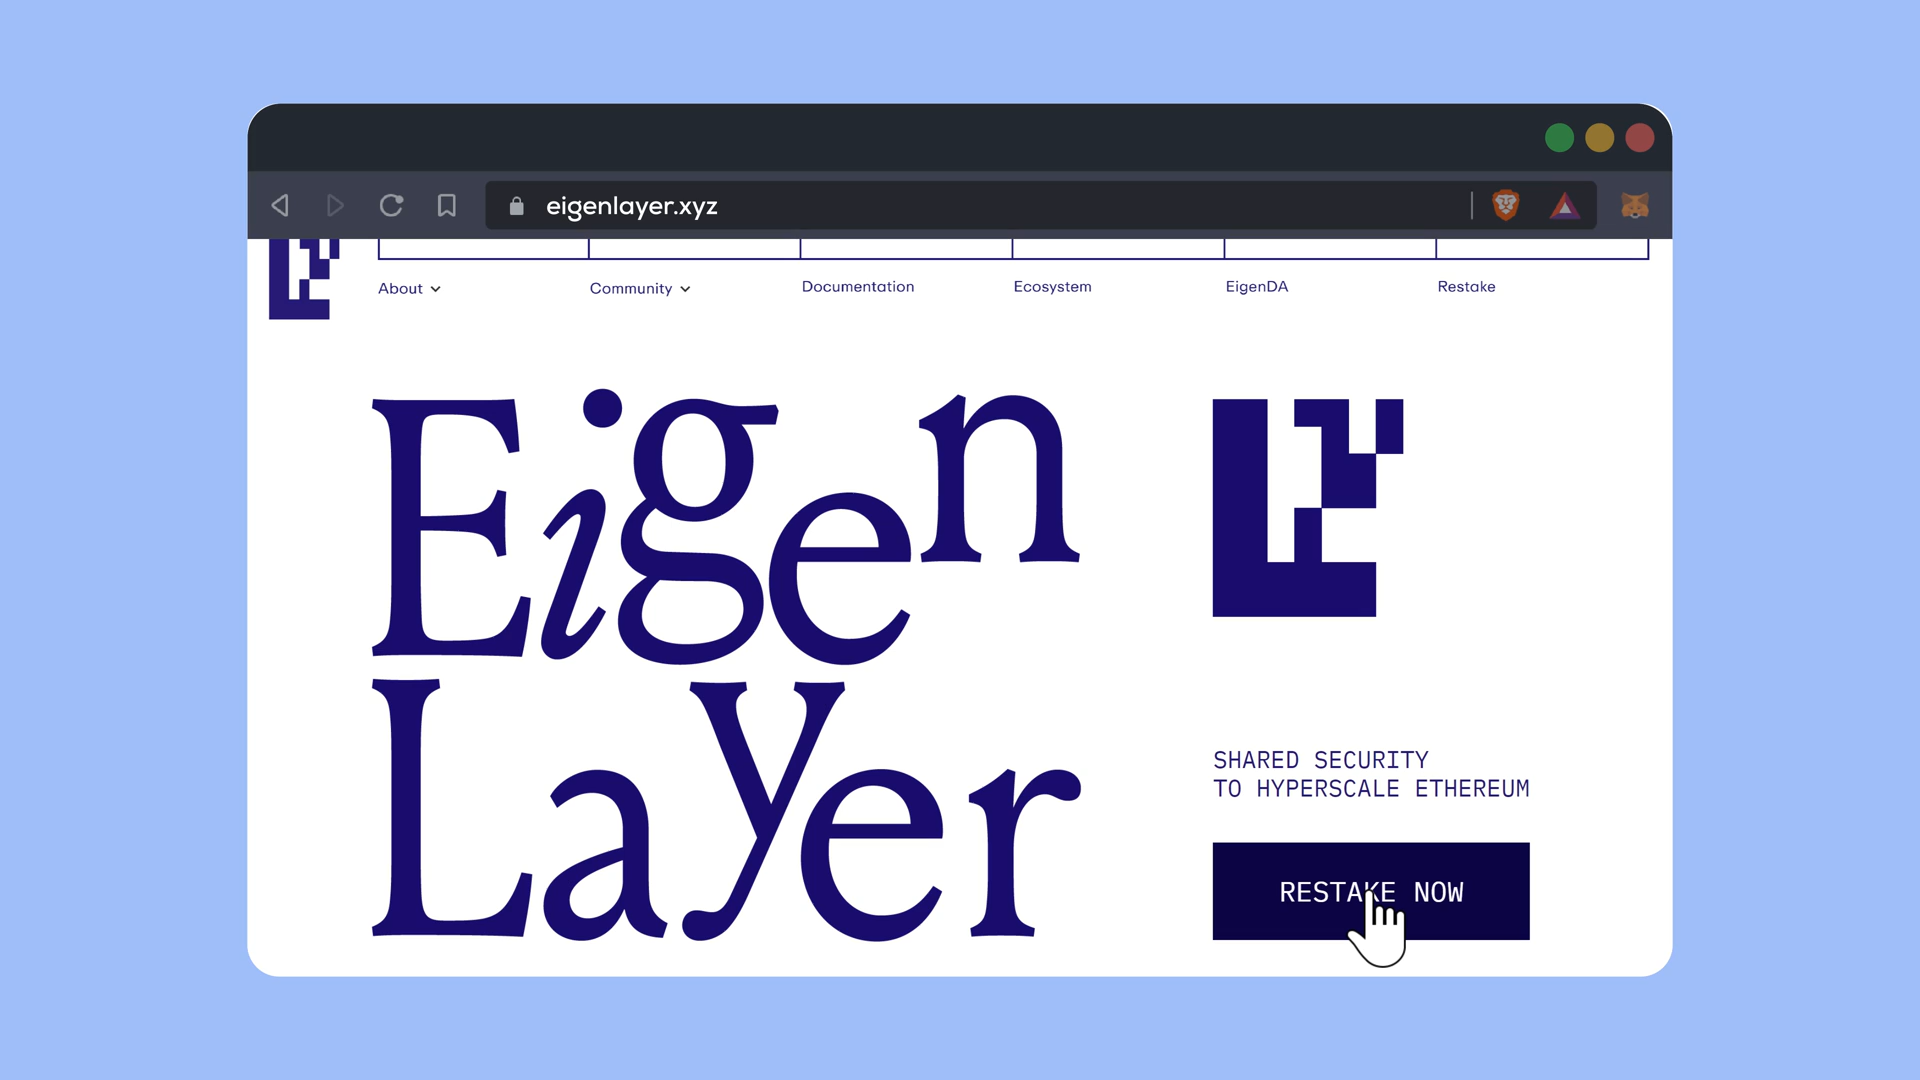 eigenlayer.xyz
About
Community
Documentation
Ecosystem
EigenDA
Restake
Eigen
Layer
SHARED SECURITY
TO HYPERSCALE ETHEREUM
RESTAKE NOW